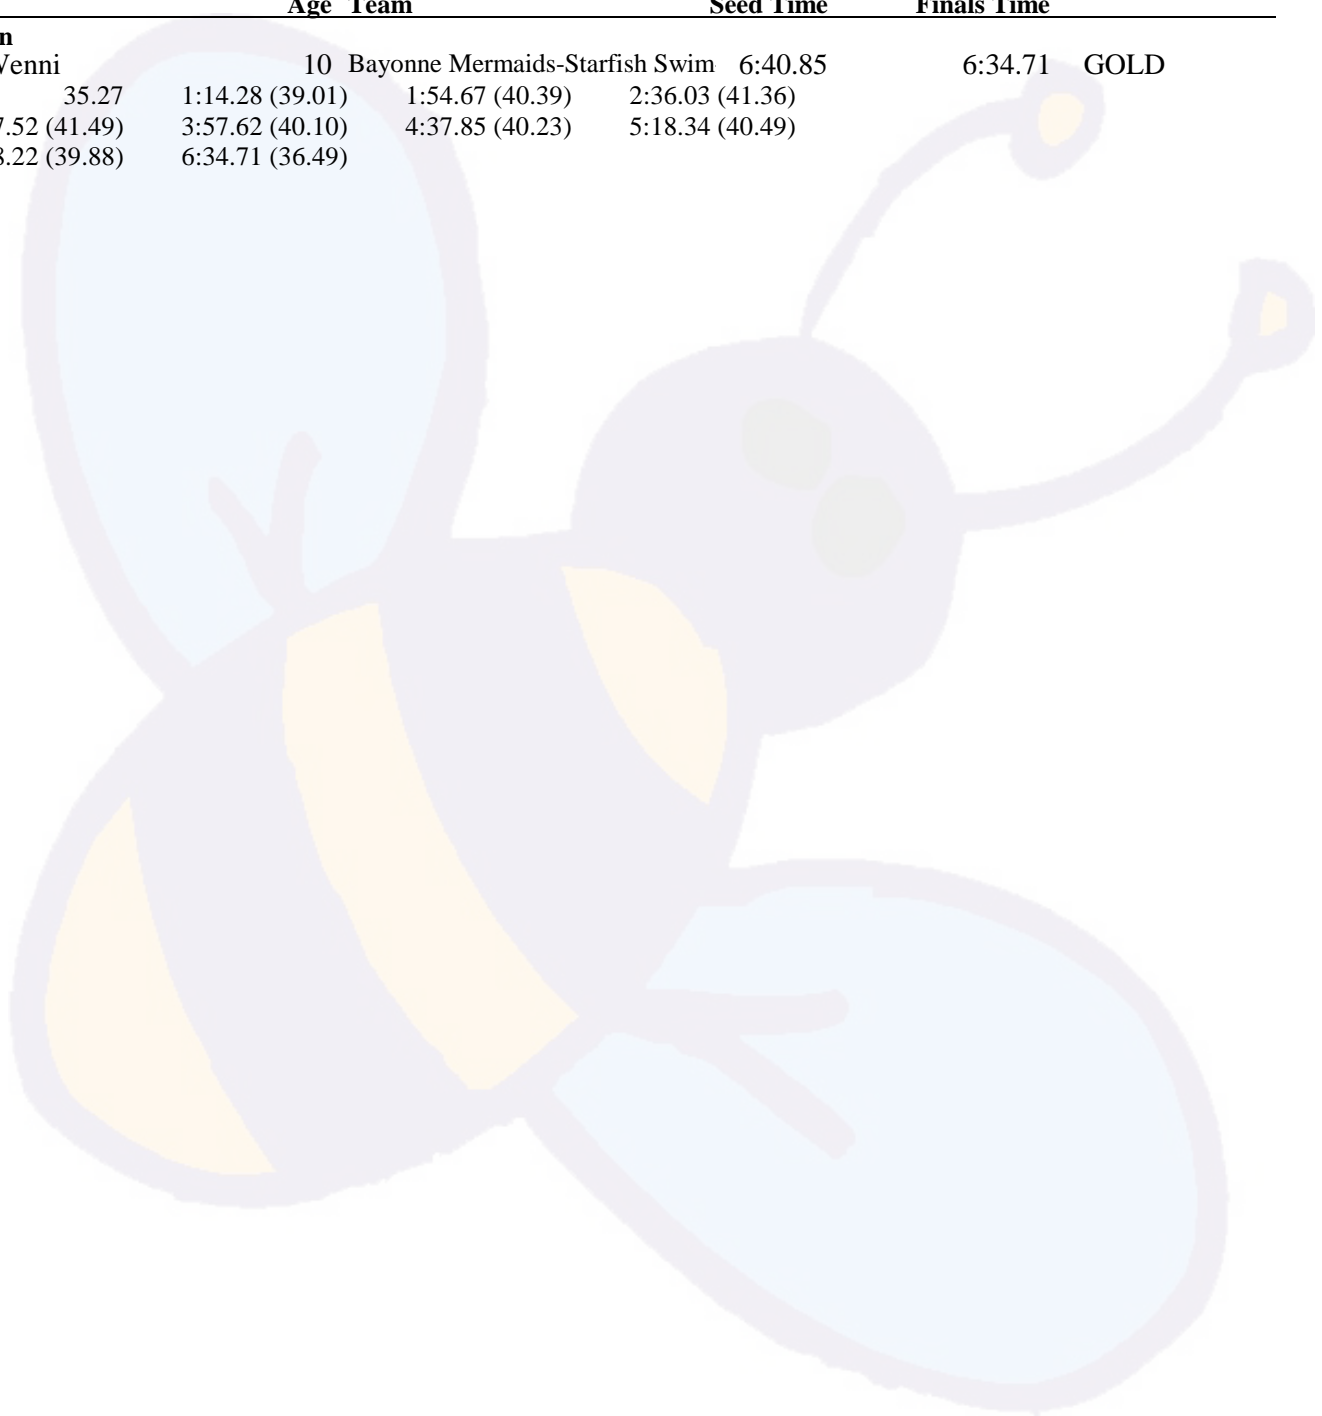 Age Team Seed Time Finals Time
n
Venni 10 Bayonne Mermaids-Starfish Swim 6:40.85 6:34.71 GOLD
35.27 1:14.28 (39.01) 1:54.67 (40.39) 2:36.03 (41.36)
7.52 (41.49) 3:57.62 (40.10) 4:37.85 (40.23) 5:18.34 (40.49)
8.22 (39.88) 6:34.71 (36.49)